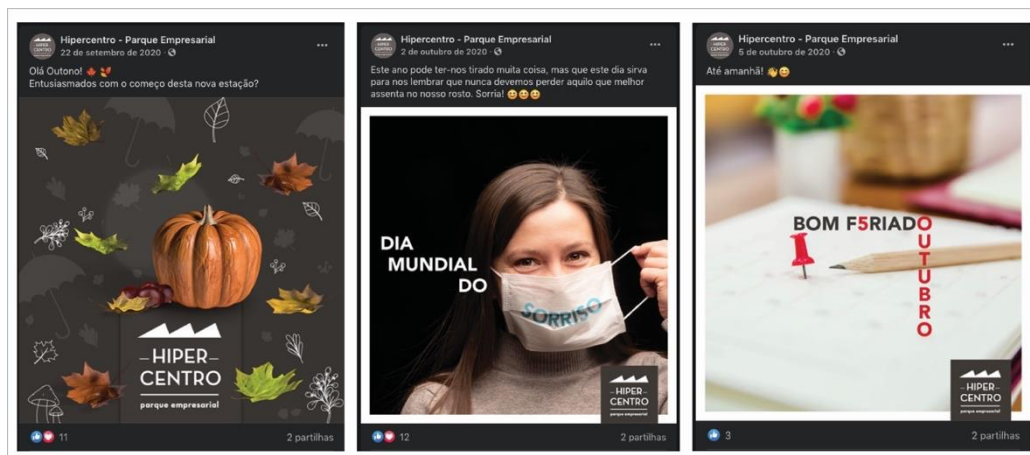 Hipercentro - Parque Empresarial
22 de setembro de 2020
Olá Outono! 🍁 🍂
Entusiasmados com o começo desta nova estação?
HIPER
CENTRO
parque empresarial
11
2 partilhas
Hipercentro - Parque Empresarial
2 de outubro de 2020
Este ano pode ter-nos tirado muita coisa, mas que este dia sirva
para nos lembrar que nunca devemos perder aquilo que melhor
assenta no nosso rosto. Sorria! 😄😄😄
DIA
MUNDIAL
DO
SORRISO
HIPER
CENTRO
parque empresarial
12
2 partilhas
Hipercentro - Parque Empresarial
5 de outubro de 2020
Até amanhã! 👋😄
BOM F5RIADO
OUTUBRO
HIPER
CENTRO
parque empresarial
3
2 partilhas